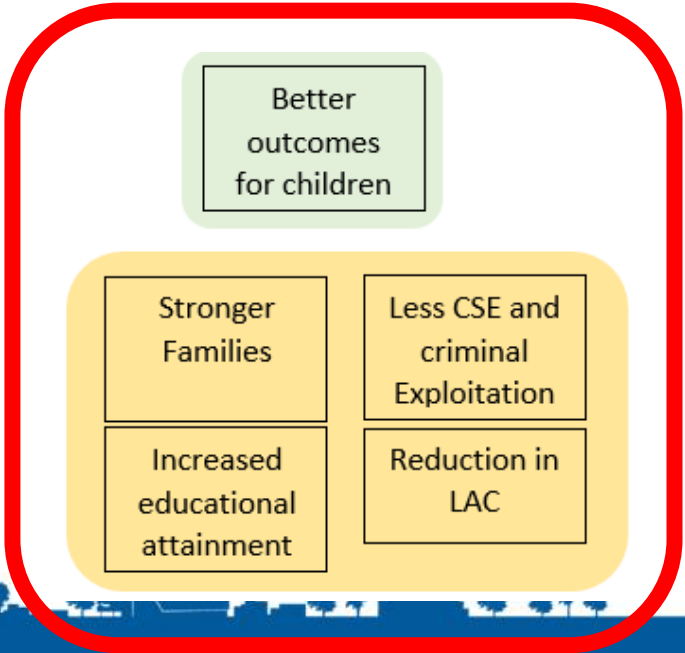 Better
outcomes
for children
Stronger
Families
Less CSE and
criminal
Exploitation
Increased
educational
attainment
Reduction in
LAC